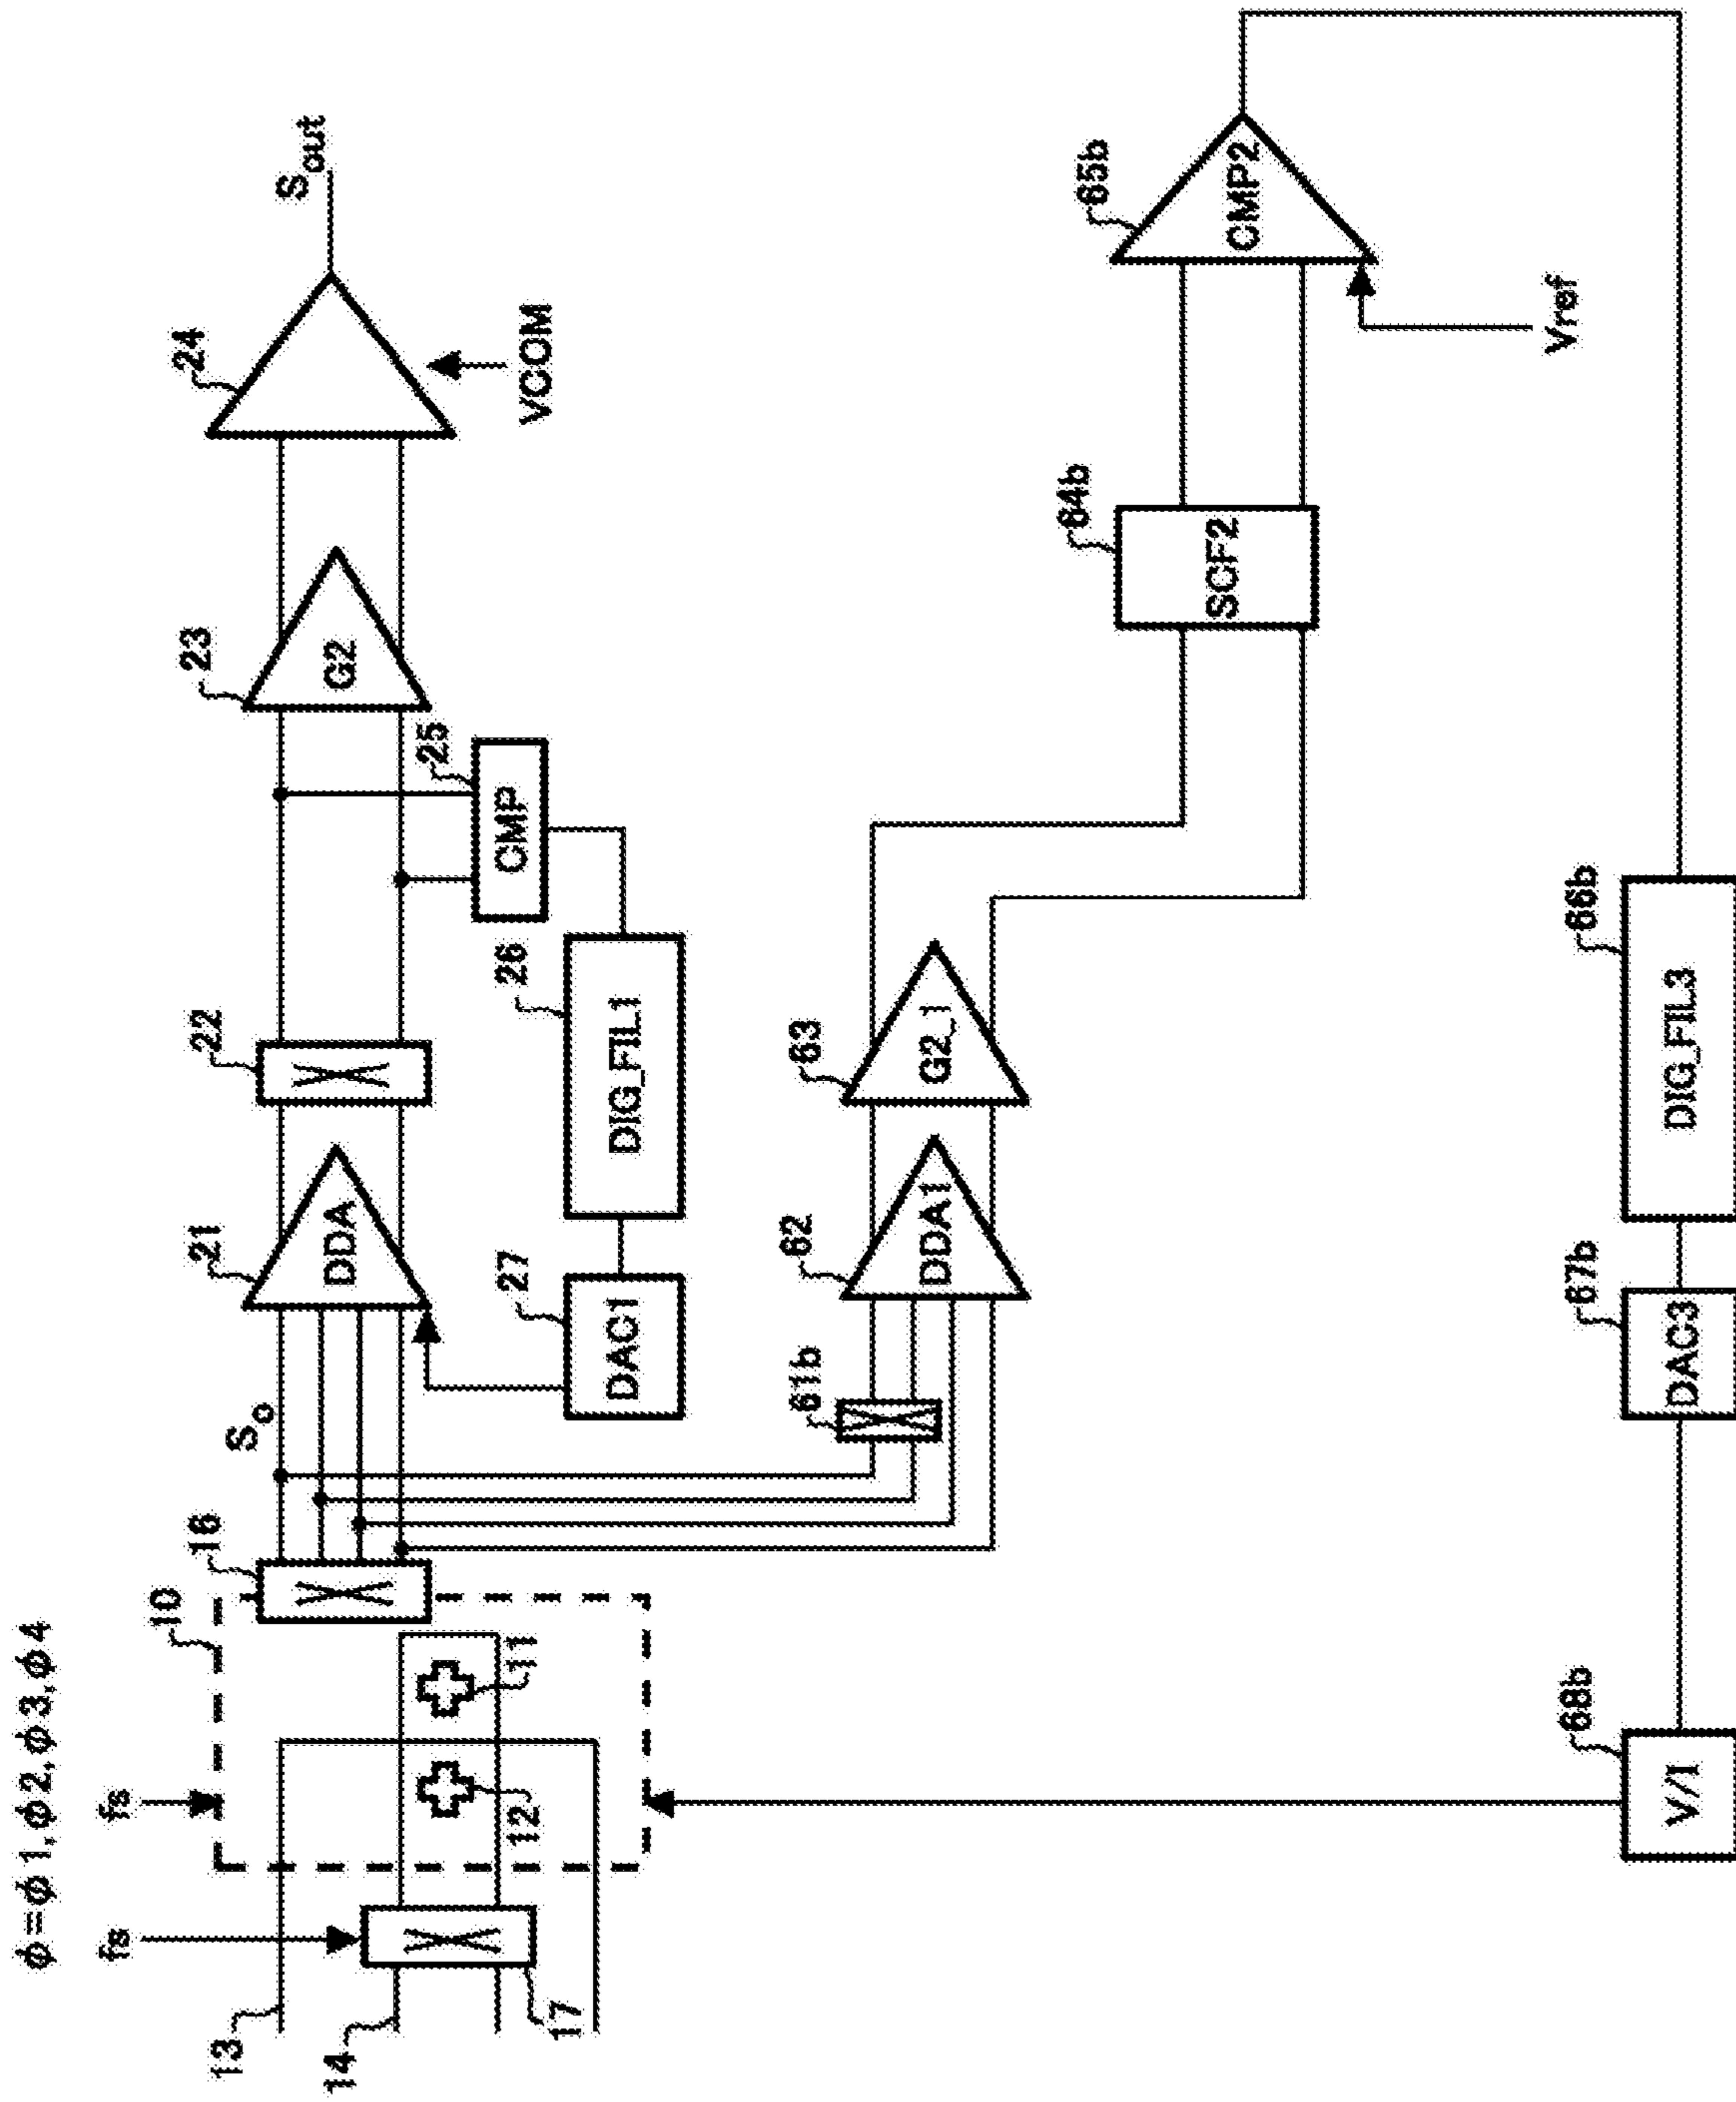 φ=φ1,φ2,φ3,φ4
fs
fs
13
14
17
10
12
11
16
So
21
DDA
22
23
G2
24
Sout
VCOM
25
CMP
26
DIG_FIL1
27
DAC1
61b
62
DDA1
63
G2_1
64b
SCF2
65b
CMP2
Vref
66b
DIG_FIL3
67b
DAC3
68b
V/I